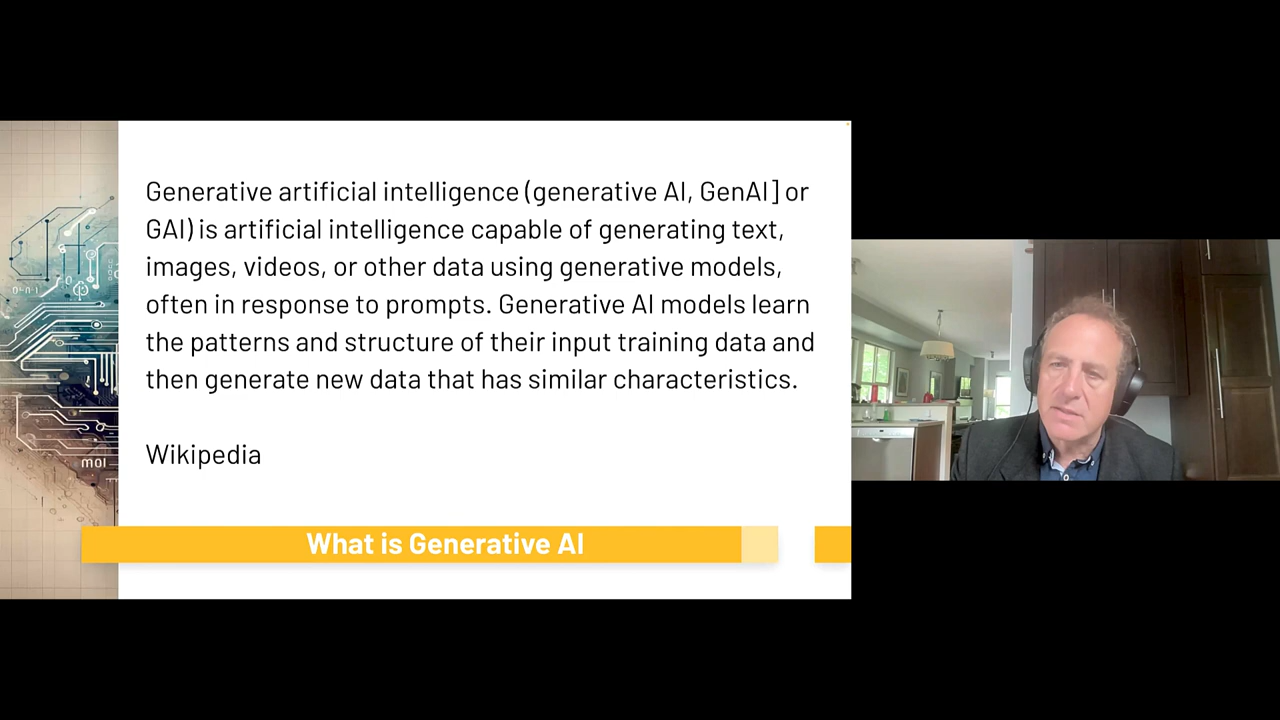 Generative artificial intelligence (generative AI, GenAI] or
GAI) is artificial intelligence capable of generating text,
images, videos, or other data using generative models,
often in response to prompts. Generative AI models learn
the patterns and structure of their input training data and
then generate new data that has similar characteristics.
Wikipedia
MOI
What is Generative AI